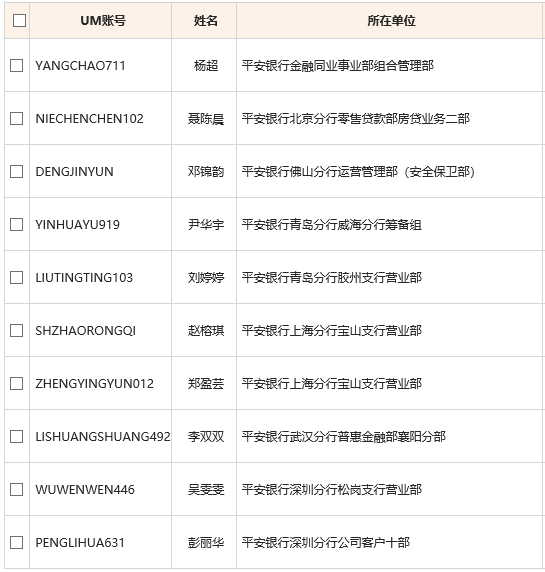 UM账号 姓名 所在单位
YANGCHAO711 杨超 平安银行金融同业事业部组合管理部
NIECHENCHEN102 聂陈晨 平安银行北京分行零售贷款部房贷业务二部
DENGJINYUN 邓锦韵 平安银行佛山分行运营管理部（安全保卫部）
YINHUAYU919 尹华宇 平安银行青岛分行威海分行筹备组
LIUTINGTING103 刘婷婷 平安银行青岛分行胶州支行营业部
SHZHAORONGQI 赵榕琪 平安银行上海分行宝山支行营业部
ZHENGYINGYUN012 郑盈芸 平安银行上海分行宝山支行营业部
LISHUANGSHUANG492 李双双 平安银行武汉分行普惠金融部襄阳分部
WUWENWEN446 吴雯雯 平安银行深圳分行松岗支行营业部
PENGLIHUA631 彭丽华 平安银行深圳分行公司客户十部